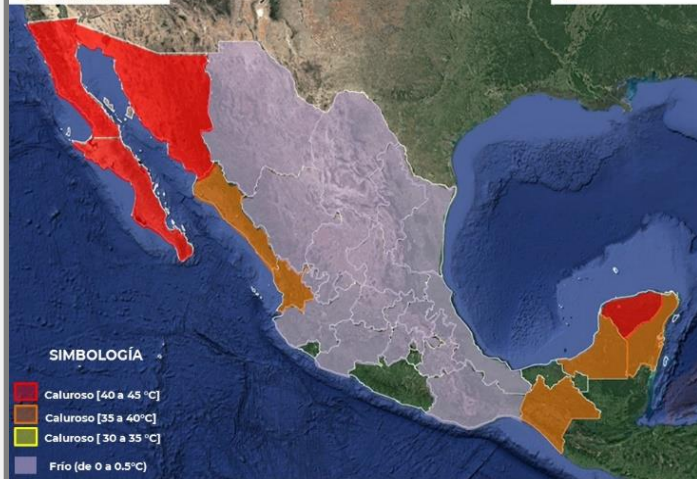 SIMBOLOGÍA
Caluroso [40 a 45 °C]
Caluroso [35 a 40°C]
Caluroso [ 30 a 35 °C]
Frío (de 0 a 0.5°C)